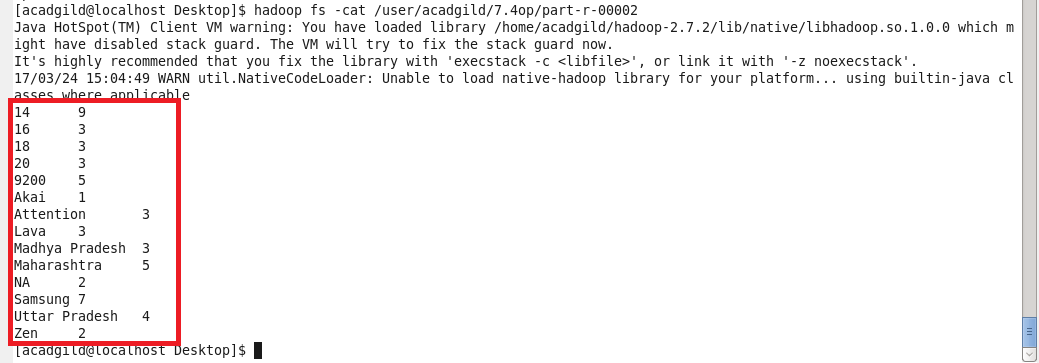 [acadgild@localhost Desktop]$ hadoop fs -cat /user/acadgild/7.4op/part-r-00002
Java HotSpot(TM) Client VM warning: You have loaded library /home/acadgild/hadoop-2.7.2/lib/native/libhadoop.so.1.0.0 which m
ight have disabled stack guard. The VM will try to fix the stack guard now.
It's highly recommended that you fix the library with 'execstack -c <libfile>', or link it with '-z noexecstack'.
17/03/24 15:04:49 WARN util.NativeCodeLoader: Unable to load native-hadoop library for your platform... using builtin-java cl
asses where applicable
14      9
16      3
18      3
20      3
9200    5
Akai    1
Attention       3
Lava    3
Madhya Pradesh  3
Maharashtra     5
NA      2
Samsung 7
Uttar Pradesh   4
Zen     2
[acadgild@localhost Desktop]$